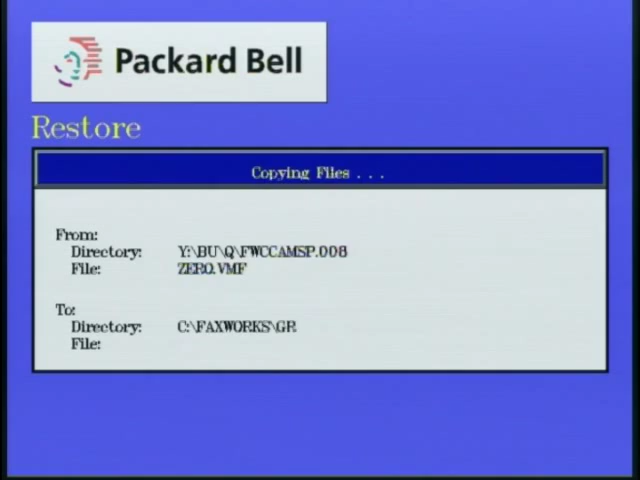 Packard Bell
Restore
Copying Files . . .
From:
Directory: Y:\BU\Q\FWCCAMSP.008
File: ZERO.VMF
To:
Directory: C:\FAXWORKS\GR
File: